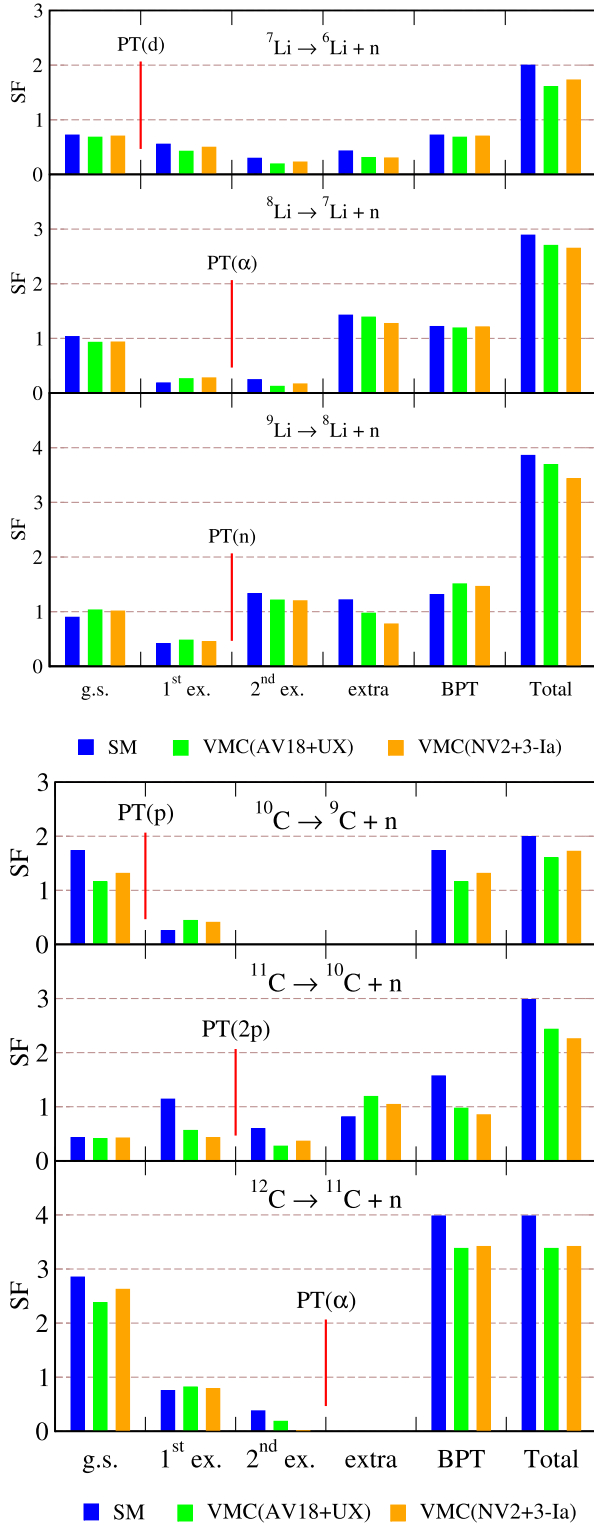 ⁷Li → ⁶Li + n
PT(d)
SF
2
1
0
⁸Li → ⁷Li + n
PT(α)
SF
3
2
1
0
⁹Li → ⁸Li + n
PT(n)
SF
4
3
2
1
0
g.s. 1ˢᵗ ex. 2ⁿᵈ ex. extra BPT Total
SM VMC(AV18+UX) VMC(NV2+3-Ia)
¹⁰C → ⁹C + n
PT(p)
SF
2
1
0
¹¹C → ¹⁰C + n
PT(2p)
SF
3
2
1
0
¹²C → ¹¹C + n
PT(α)
SF
4
3
2
1
0
g.s. 1ˢᵗ ex. 2ⁿᵈ ex. extra BPT Total
SM VMC(AV18+UX) VMC(NV2+3-Ia)